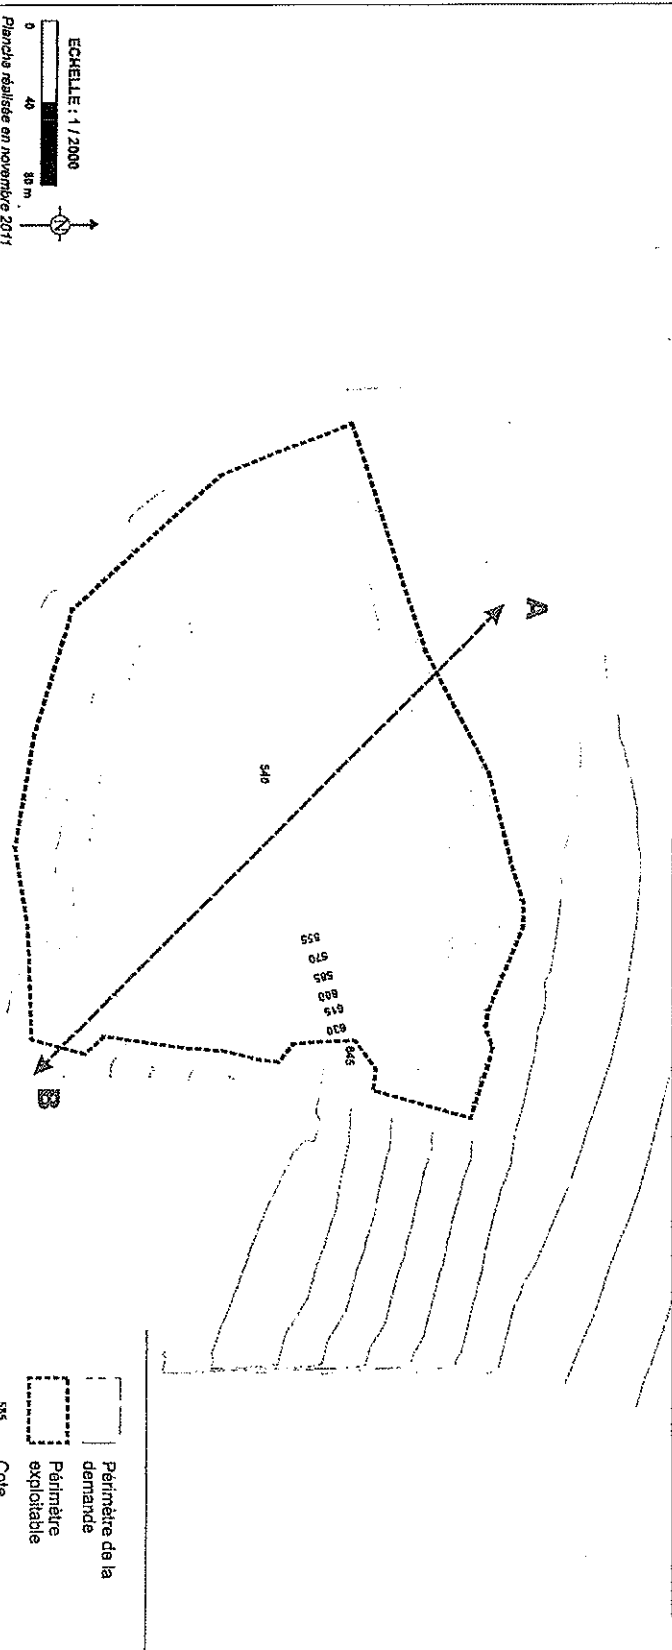 ECHELLE : 1 / 2000
0 40 80 m
N
Planche réalisée en novembre 2011
A
B
540
555
570
585
600
615
630
645
Périmètre de la
demande
Périmètre
exploitable
585 Cote